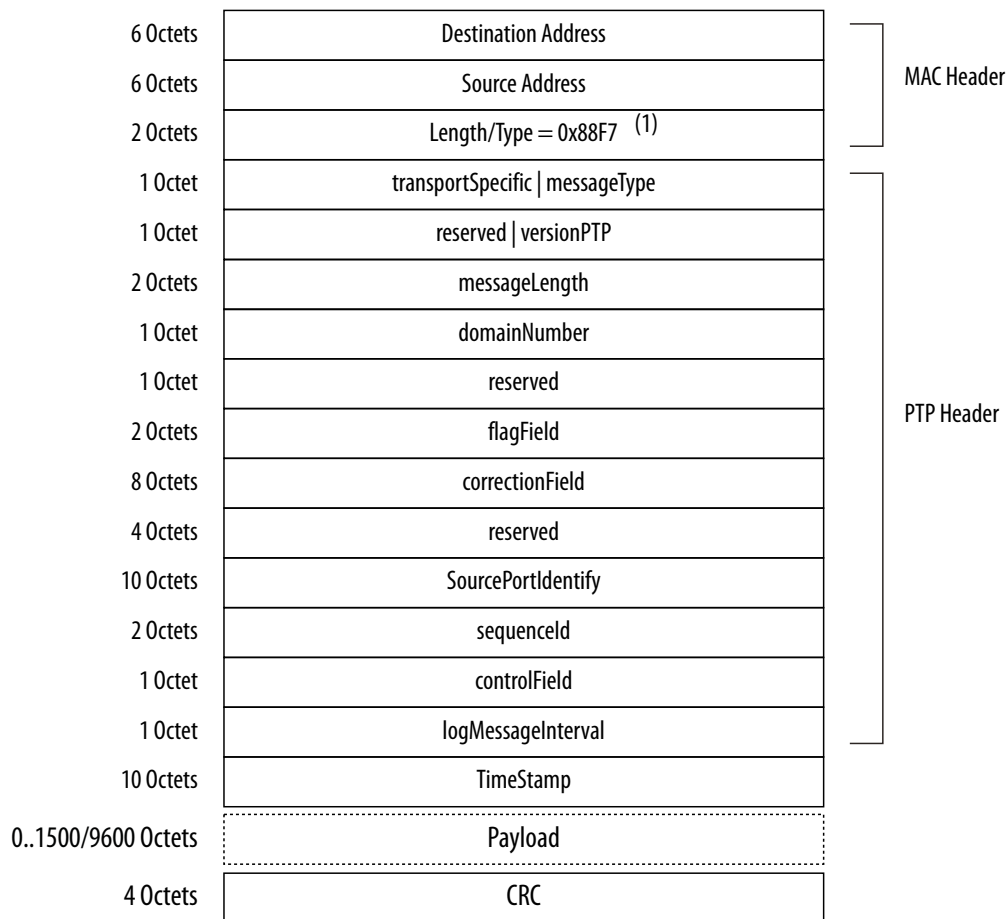 6 Octets Destination Address
6 Octets Source Address
MAC Header
2 Octets Length/Type = 0x88F7 (1)
1 Octet transportSpecific | messageType
1 Octet reserved | versionPTP
2 Octets messageLength
1 Octet domainNumber
1 Octet reserved
2 Octets flagField
PTP Header
8 Octets correctionField
4 Octets reserved
10 Octets SourcePortIdentify
2 Octets sequenceId
1 Octet controlField
1 Octet logMessageInterval
10 Octets TimeStamp
0..1500/9600 Octets Payload
4 Octets CRC